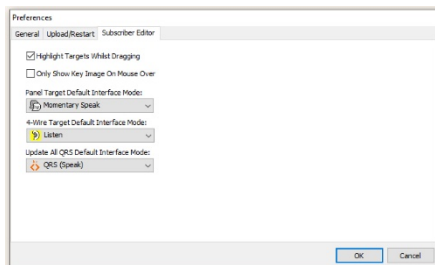 Preferences
General Upload/Restart Subscriber Editor
Highlight Targets Whilst Dragging
Only Show Key Image On Mouse Over
Panel Target Default Interface Mode:
Momentary Speak
4-Wire Target Default Interface Mode:
Listen
Update All QRS Default Interface Mode:
QRS (Speak)
OK Cancel